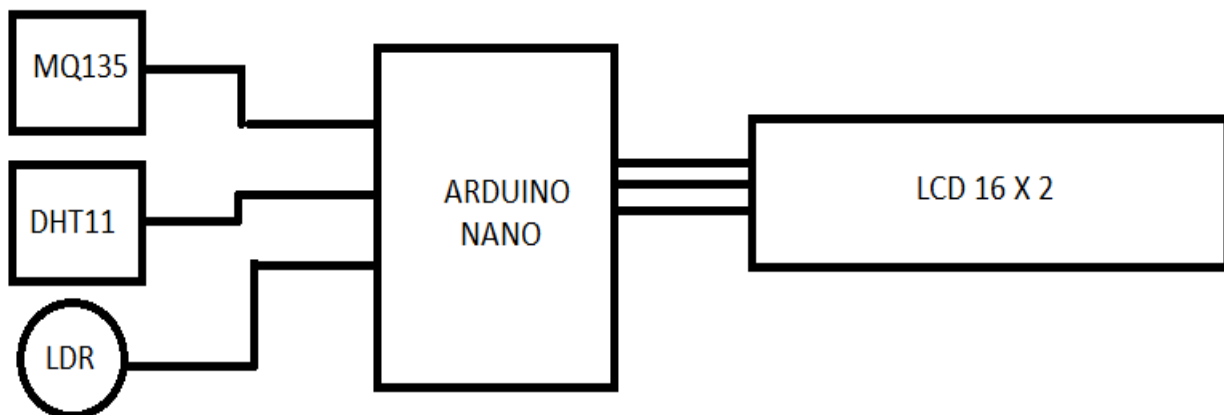 MQ135
DHT11
LDR
ARDUINO
NANO
LCD 16 X 2